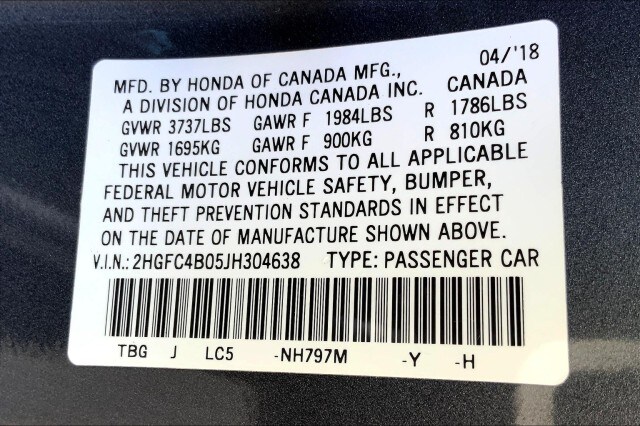 MFD. BY HONDA OF CANADA MFG., 04/'18
A DIVISION OF HONDA CANADA INC. CANADA
GVWR 3737LBS GAWR F 1984LBS R 1786LBS
GVWR 1695KG GAWR F 900KG R 810KG
THIS VEHICLE CONFORMS TO ALL APPLICABLE
FEDERAL MOTOR VEHICLE SAFETY, BUMPER,
AND THEFT PREVENTION STANDARDS IN EFFECT
ON THE DATE OF MANUFACTURE SHOWN ABOVE.
V.I.N.: 2HGFC4B05JH304638 TYPE: PASSENGER CAR
TBG J LC5 -NH797M -Y -H